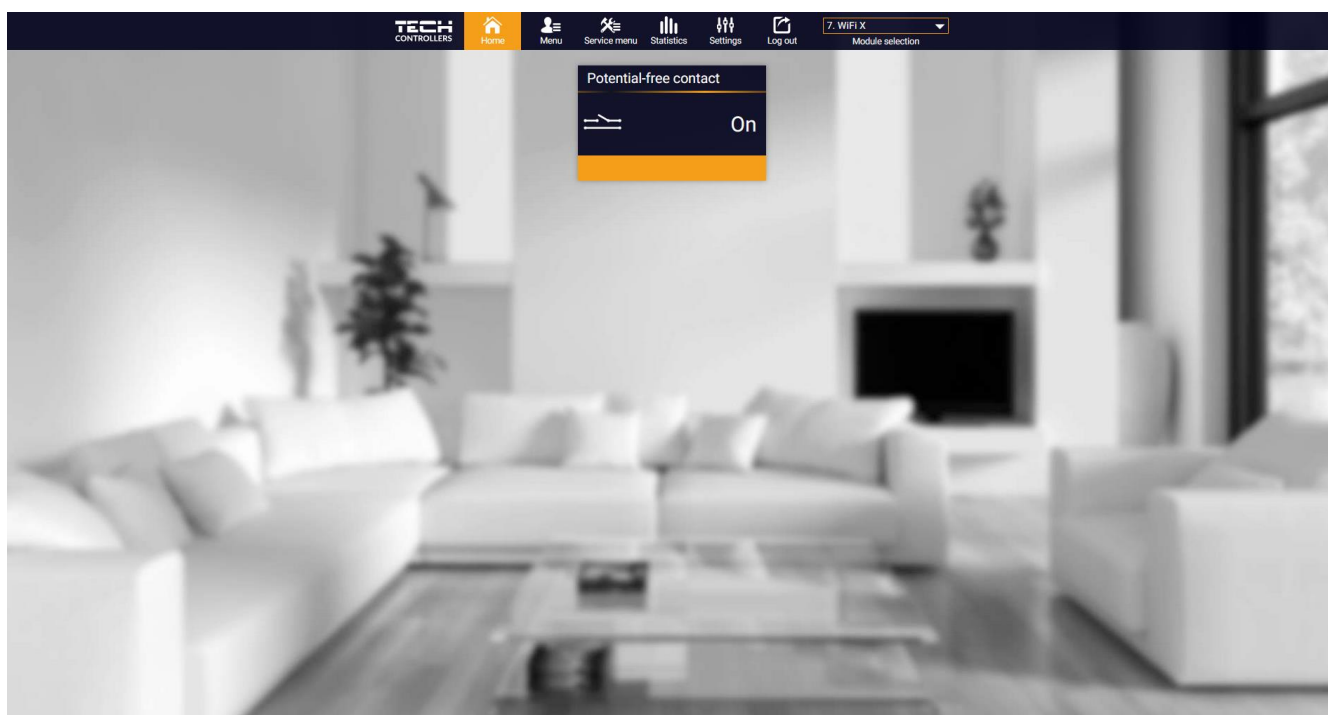 TECH
CONTROLLERS
Home
Menu
Service menu
Statistics
Settings
Log out
7. WiFi X
Module selection
Potential-free contact
On